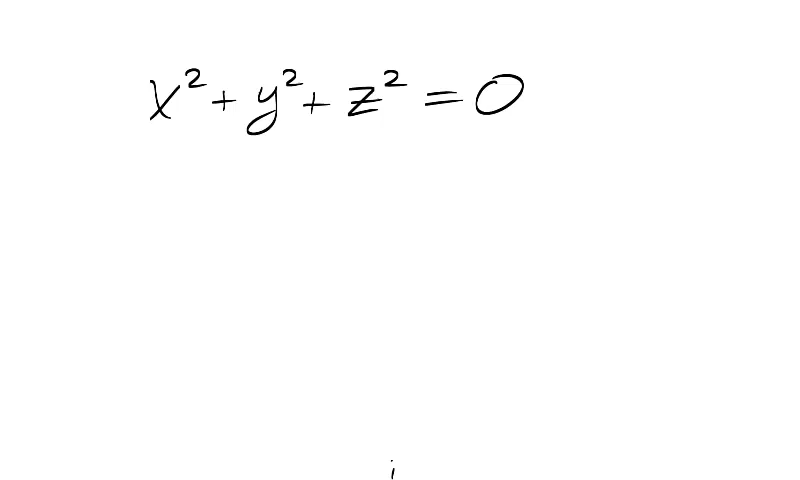 x² + y² + z² = 0
i